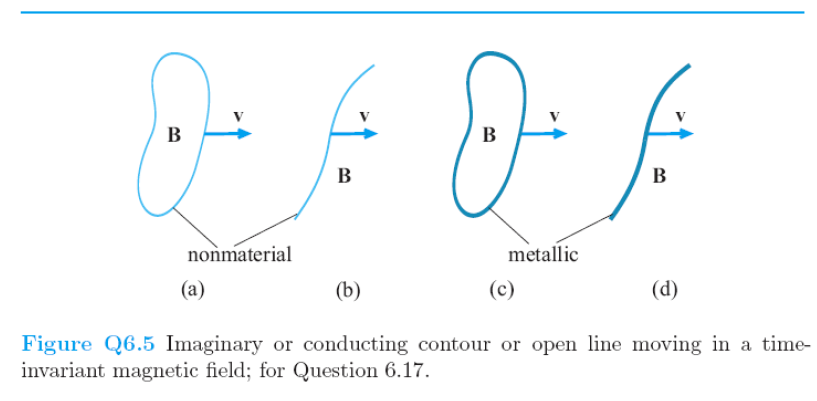 v v v v
B B
B B
nonmaterial metallic
(a) (b) (c) (d)
Figure Q6.5 Imaginary or conducting contour or open line moving in a time-
invariant magnetic field; for Question 6.17.